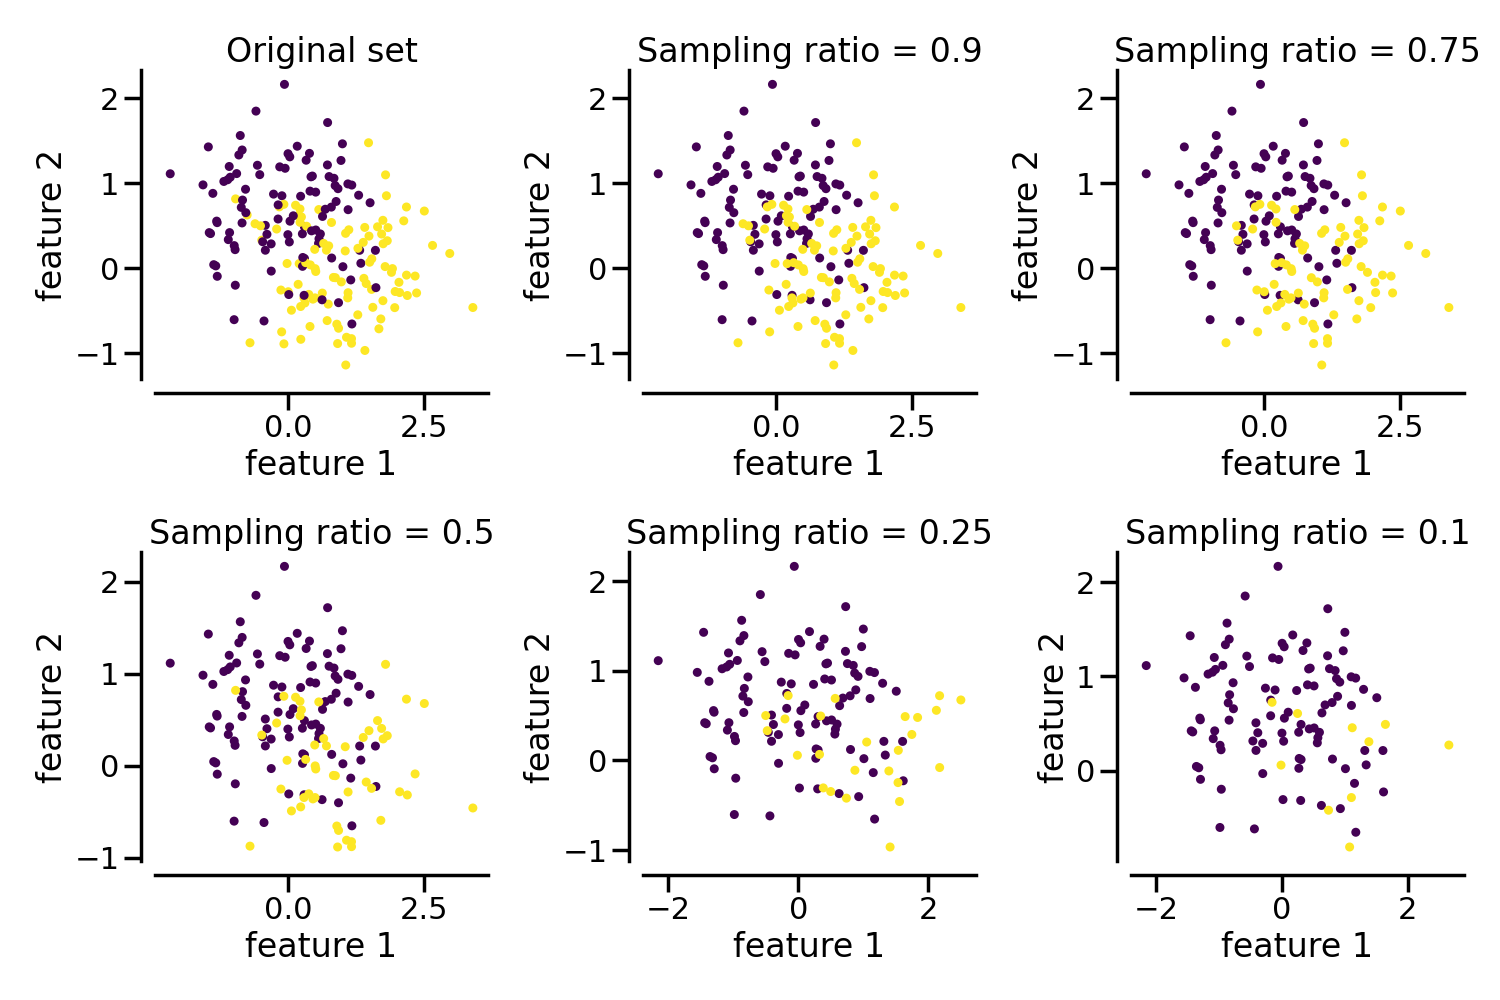 Original set
Sampling ratio = 0.9
Sampling ratio = 0.75
2
1
0
−1
feature 2
0.0
2.5
feature 1
2
1
0
−1
feature 2
0.0
2.5
feature 1
2
1
0
−1
feature 2
0.0
2.5
feature 1
Sampling ratio = 0.5
Sampling ratio = 0.25
Sampling ratio = 0.1
2
1
0
−1
feature 2
0.0
2.5
feature 1
2
1
0
−1
feature 2
−2
0
2
feature 1
2
1
0
feature 2
−2
0
2
feature 1